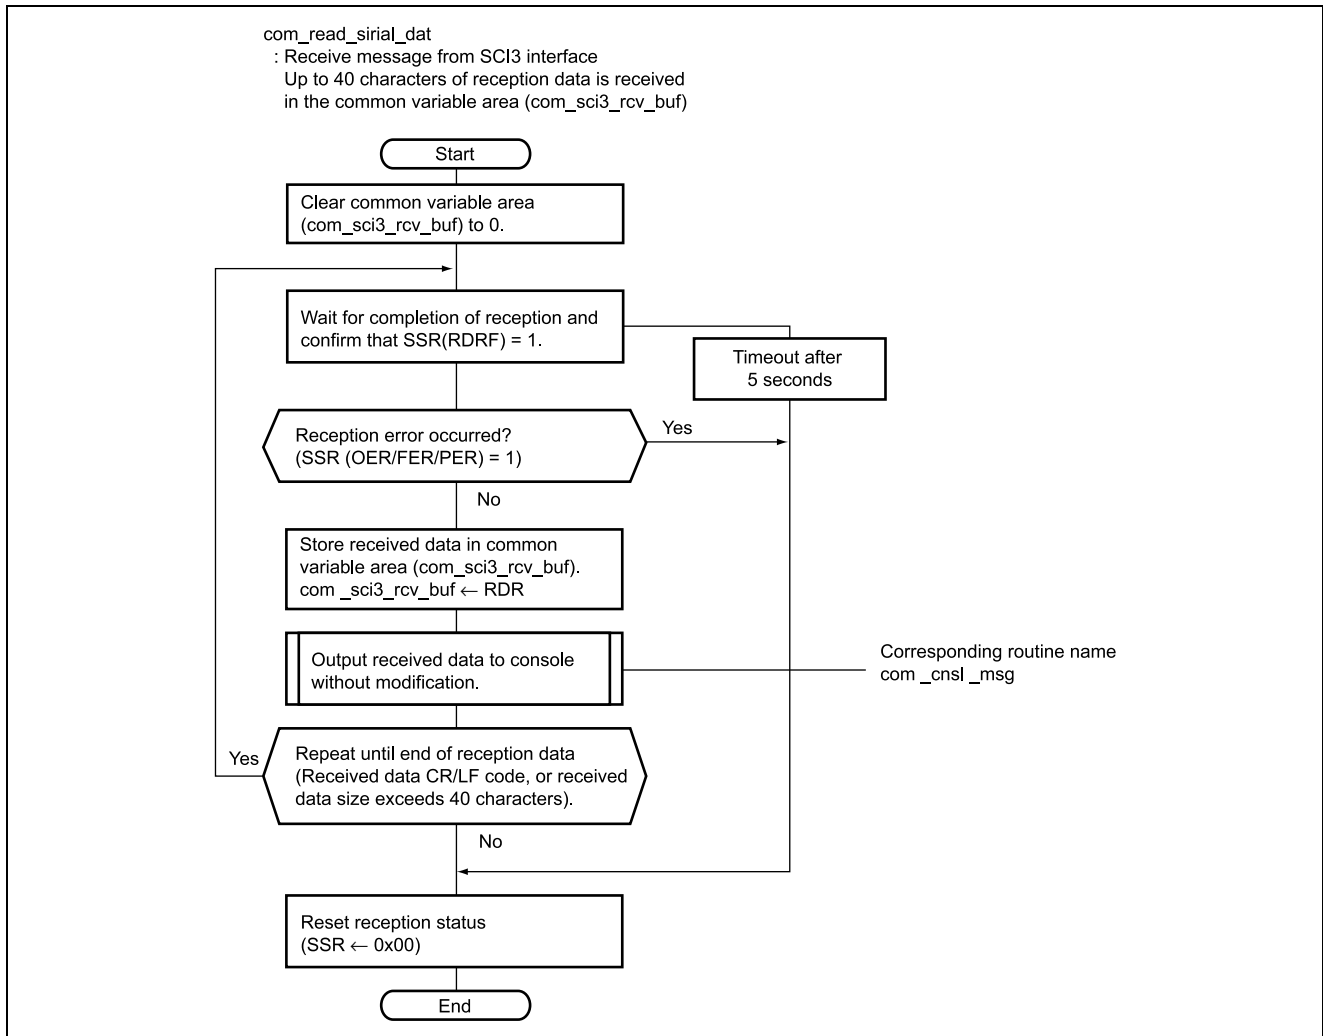 com_read_sirial_dat
: Receive message from SCI3 interface
Up to 40 characters of reception data is received
in the common variable area (com_sci3_rcv_buf)
Start
Clear common variable area
(com_sci3_rcv_buf) to 0.
Wait for completion of reception and
confirm that SSR(RDRF) = 1.
Timeout after
5 seconds
Reception error occurred?
(SSR (OER/FER/PER) = 1)
Yes
No
Store received data in common
variable area (com_sci3_rcv_buf).
com _sci3_rcv_buf ← RDR
Output received data to console
without modification.
Corresponding routine name
com _cnsl _msg
Yes
Repeat until end of reception data
(Received data CR/LF code, or received
data size exceeds 40 characters).
No
Reset reception status
(SSR ← 0x00)
End